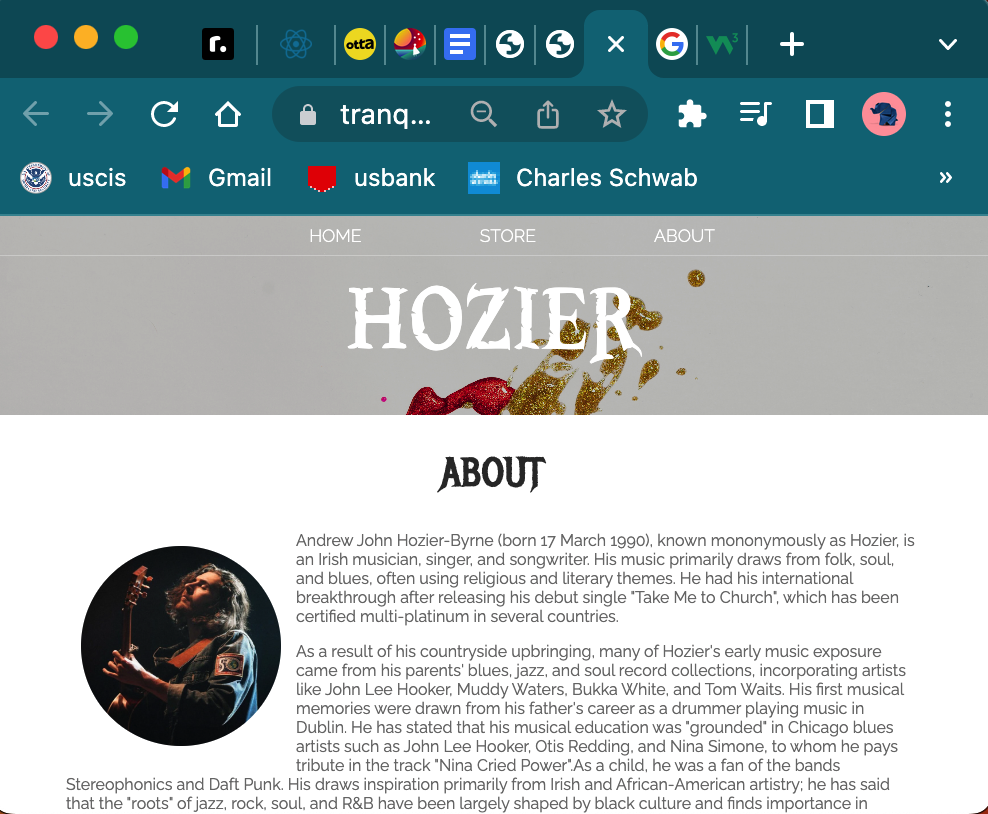 r.
otta
G
3
tranq...
uscis
Gmail
usbank
Charles Schwab
»
HOME
STORE
ABOUT
HOZIER
ABOUT
Andrew John Hozier-Byrne (born 17 March 1990), known mononymously as Hozier, is
an Irish musician, singer, and songwriter. His music primarily draws from folk, soul,
and blues, often using religious and literary themes. He had his international
breakthrough after releasing his debut single "Take Me to Church", which has been
certified multi-platinum in several countries.
As a result of his countryside upbringing, many of Hozier's early music exposure
came from his parents' blues, jazz, and soul record collections, incorporating artists
like John Lee Hooker, Muddy Waters, Bukka White, and Tom Waits. His first musical
memories were drawn from his father's career as a drummer playing music in
Dublin. He has stated that his musical education was "grounded" in Chicago blues
artists such as John Lee Hooker, Otis Redding, and Nina Simone, to whom he pays
tribute in the track "Nina Cried Power".As a child, he was a fan of the bands
Stereophonics and Daft Punk. His draws inspiration primarily from Irish and African-American artistry; he has said
that the "roots" of jazz, rock, soul, and R&B have been largely shaped by black culture and finds importance in